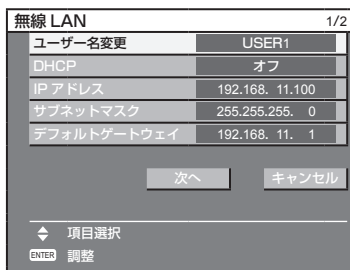 無線 LAN 1/2
ユーザー名変更 USER1
DHCP オフ
IP アドレス 192.168. 11.100
サブネットマスク 255.255.255. 0
デフォルトゲートウェイ 192.168. 11. 1
次へ キャンセル
項目選択
ENTER 調整